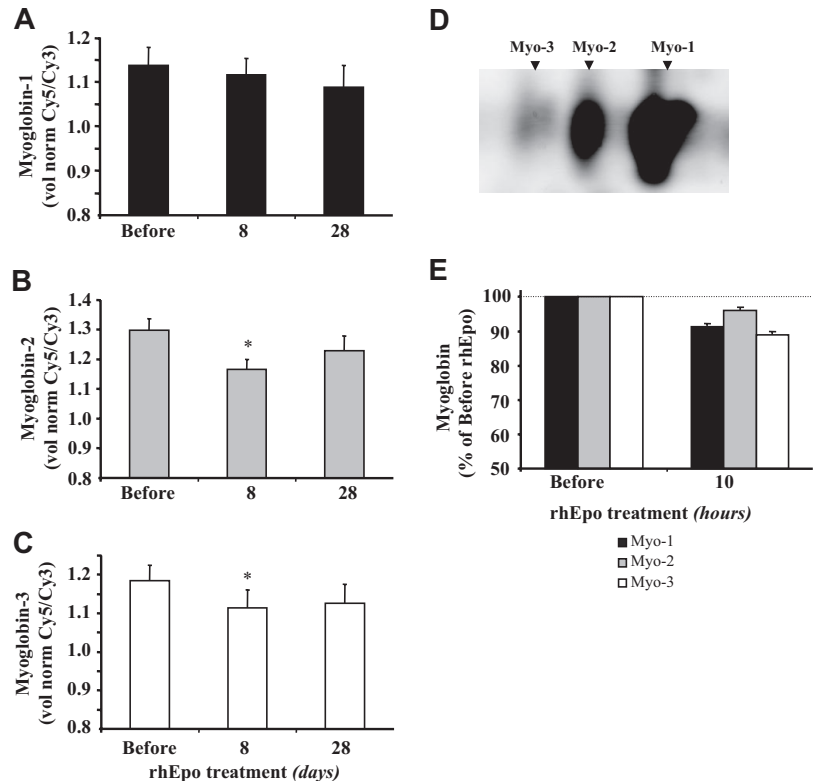 A
Myoglobin-1
(vol norm Cy5/Cy3)
1.2
1.1
1.0
0.9
0.8
Before 8 28
B
Myoglobin-2
(vol norm Cy5/Cy3)
1.4
1.3
1.2
1.1
1.0
0.9
0.8
*
Before 8 28
C
Myoglobin-3
(vol norm Cy5/Cy3)
1.2
1.1
1.0
0.9
0.8
*
Before 8 28
rhEpo treatment (days)
D
Myo-3 Myo-2 Myo-1
E
Myoglobin
(% of Before rhEpo)
100
90
80
70
60
50
Before 10
rhEpo treatment (hours)
Myo-1
Myo-2
Myo-3